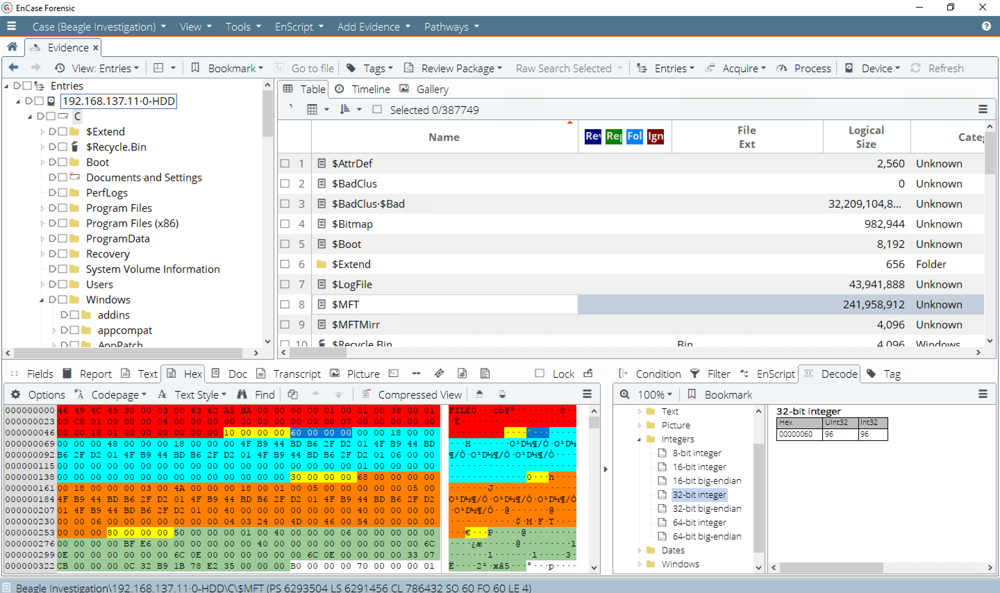 EnCase Forensic
Case (Beagle Investigation) View Tools EnScript Add Evidence Pathways
Evidence
View: Entries Bookmark Go to file Tags Review Package Raw Search Selected Entries Acquire Process Device Refresh
Entries
192.168.137.11·0-HDD
C
$Extend
$Recycle.Bin
Boot
Documents and Settings
PerfLogs
Program Files
Program Files (x86)
ProgramData
Recovery
System Volume Information
Users
Windows
addins
appcompat
AppPatch
Table Timeline Gallery
Selected 0/387749
Name Rev Rep Fol Ign File Ext Logical Size Categ
1 $AttrDef 2,560 Unknown
2 $BadClus 0 Unknown
3 $BadClus·$Bad 32,209,104,8... Unknown
4 $Bitmap 982,944 Unknown
5 $Boot 8,192 Unknown
6 $Extend 656 Folder
7 $LogFile 43,941,888 Unknown
8 $MFT 241,958,912 Unknown
9 $MFTMirr 4,096 Unknown
10 $Recycle.Bin Bin 4,096 Windows
Fields Report Text Hex Doc Transcript Picture Lock
Options Codepage Text Style Find Compressed View
000000000 46 49 4C 45 30 00 03 00 63 62 A5 BA 00 00 00 00 01 00 01 00 38 00 01 FILE0···cb¥º········8··
000000023 00 C8 01 00 00 00 04 00 00 00 00 00 00 00 00 00 00 07 00 00 00 00 00 ·È·····················
000000046 00 00 18 01 00 00 00 00 00 00 10 00 00 00 60 00 00 00 00 00 18 00 00 ··············`········
000000069 00 00 00 48 00 00 00 18 00 00 00 4F B9 44 BD B6 2F D2 01 4F B9 44 BD ···H·······O¹D½¶/Ò·O¹D½
000000092 B6 2F D2 01 4F B9 44 BD B6 2F D2 01 4F B9 44 BD B6 2F D2 01 06 00 00 ¶/Ò·O¹D½¶/Ò·O¹D½¶/Ò····
000000115 00 00 00 00 00 00 00 00 00 00 00 00 00 00 00 00 00 00 01 00 00 00 00 ·······················
000000138 00 00 00 00 00 00 00 00 00 00 00 00 00 00 30 00 00 00 68 00 00 00 00 ··············0···h····
000000161 00 18 00 00 00 03 00 4A 00 00 00 18 00 01 00 05 00 00 00 00 00 05 00 ·······J···············
000000184 4F B9 44 BD B6 2F D2 01 4F B9 44 BD B6 2F D2 01 4F B9 44 BD B6 2F D2 O¹D½¶/Ò·O¹D½¶/Ò·O¹D½¶/Ò
000000207 01 4F B9 44 BD B6 2F D2 01 00 40 00 00 00 00 00 00 00 40 00 00 00 00 ·O¹D½¶/Ò··@·······@····
000000230 00 00 06 00 00 00 00 00 00 00 04 03 24 00 4D 00 46 00 54 00 00 00 00 ············$·M·F·T····
000000253 00 00 00 80 00 00 00 50 00 00 00 01 00 40 00 00 00 06 00 00 00 00 00 ···€···P·····@·········
000000276 00 00 00 00 BF E6 00 00 00 00 00 00 40 00 00 00 00 00 00 00 00 00 6C ····¿æ······@·········l
000000299 0E 00 00 00 00 00 00 6C 0E 00 00 00 00 00 00 6C 0E 00 00 00 00 33 07 ·······l·······l·····3·
000000322 CB 00 00 00 0C 32 B9 1B 78 E2 35 00 00 00 B0 00 00 00 70 00 00 00 01 Ë····2¹·xâ5···°···p····
Condition Filter EnScript Decode Tag
100% Bookmark
Text
Picture
Integers
8-bit integer
16-bit integer
16-bit big-endian
32-bit integer
32-bit big-endian
64-bit integer
64-bit big-endian
Dates
Windows
32-bit integer
Hex UInt32 Int32
00000060 96 96
Beagle Investigation\192.168.137.11·0-HDD\C\$MFT (PS 6293504 LS 6291456 CL 786432 SO 60 FO 60 LE 4)